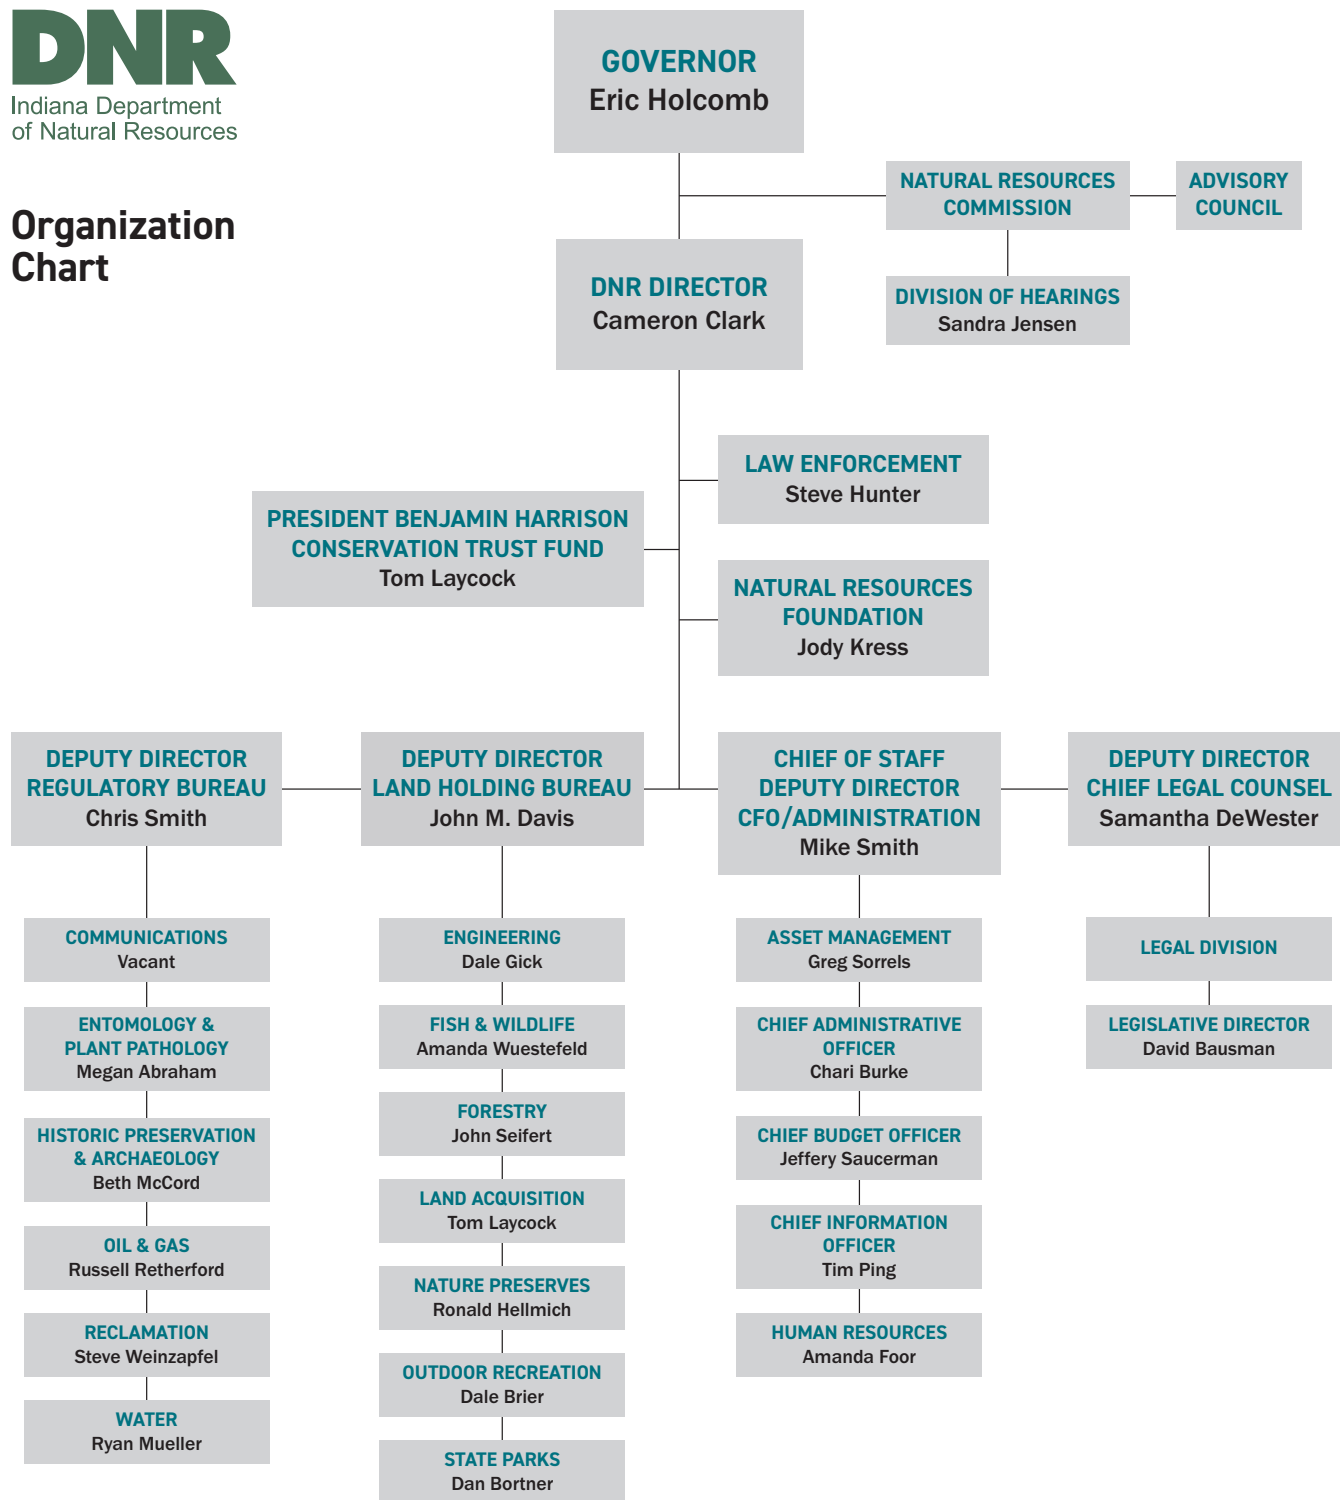 DNR
Indiana Department
of Natural Resources
Organization
Chart
GOVERNOR
Eric Holcomb
NATURAL RESOURCES
COMMISSION
ADVISORY
COUNCIL
DNR DIRECTOR
Cameron Clark
DIVISION OF HEARINGS
Sandra Jensen
LAW ENFORCEMENT
Steve Hunter
PRESIDENT BENJAMIN HARRISON
CONSERVATION TRUST FUND
Tom Laycock
NATURAL RESOURCES
FOUNDATION
Jody Kress
DEPUTY DIRECTOR
REGULATORY BUREAU
Chris Smith
DEPUTY DIRECTOR
LAND HOLDING BUREAU
John M. Davis
CHIEF OF STAFF
DEPUTY DIRECTOR
CFO/ADMINISTRATION
Mike Smith
DEPUTY DIRECTOR
CHIEF LEGAL COUNSEL
Samantha DeWester
COMMUNICATIONS
Vacant
ENTOMOLOGY &
PLANT PATHOLOGY
Megan Abraham
HISTORIC PRESERVATION
& ARCHAEOLOGY
Beth McCord
OIL & GAS
Russell Retherford
RECLAMATION
Steve Weinzapfel
WATER
Ryan Mueller
ENGINEERING
Dale Gick
FISH & WILDLIFE
Amanda Wuestefeld
FORESTRY
John Seifert
LAND ACQUISITION
Tom Laycock
NATURE PRESERVES
Ronald Hellmich
OUTDOOR RECREATION
Dale Brier
STATE PARKS
Dan Bortner
ASSET MANAGEMENT
Greg Sorrels
CHIEF ADMINISTRATIVE
OFFICER
Chari Burke
CHIEF BUDGET OFFICER
Jeffery Saucerman
CHIEF INFORMATION
OFFICER
Tim Ping
HUMAN RESOURCES
Amanda Foor
LEGAL DIVISION
LEGISLATIVE DIRECTOR
David Bausman